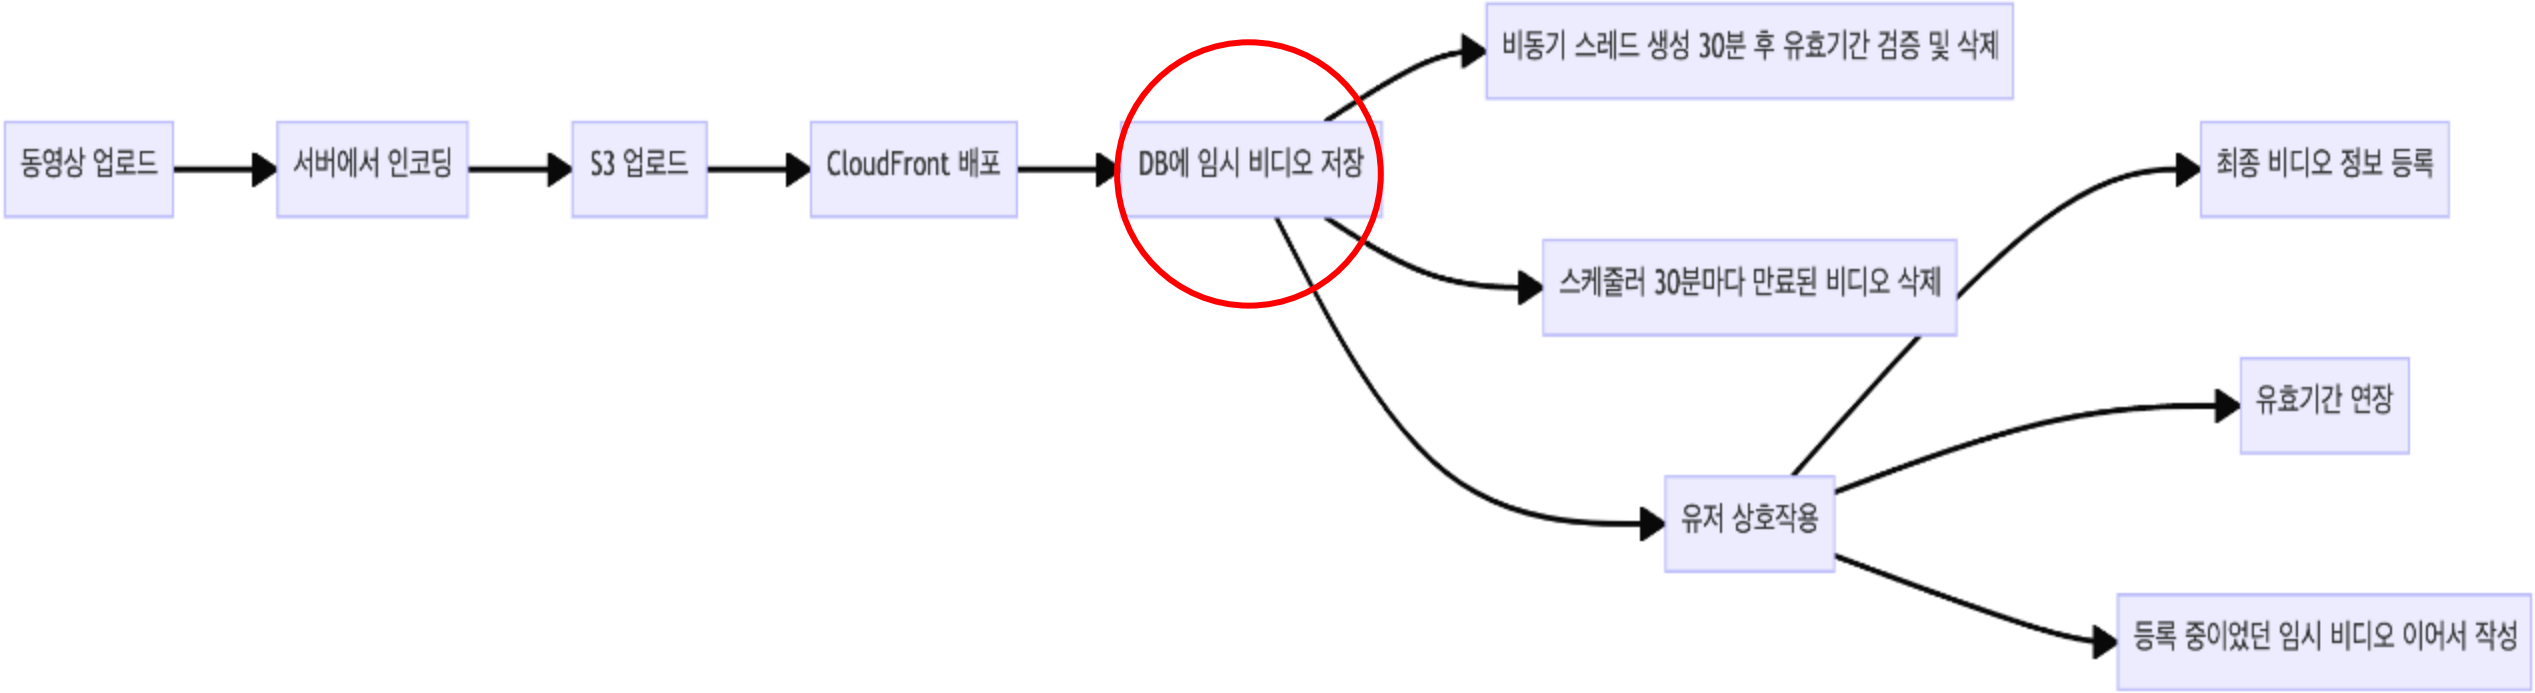 동영상 업로드
서버에서 인코딩
S3 업로드
CloudFront 배포
DB에 임시 비디오 저장
비동기 스레드 생성 30분 후 유효기간 검증 및 삭제
스케줄러 30분마다 만료된 비디오 삭제
유저 상호작용
최종 비디오 정보 등록
유효기간 연장
등록 중이었던 임시 비디오 이어서 작성